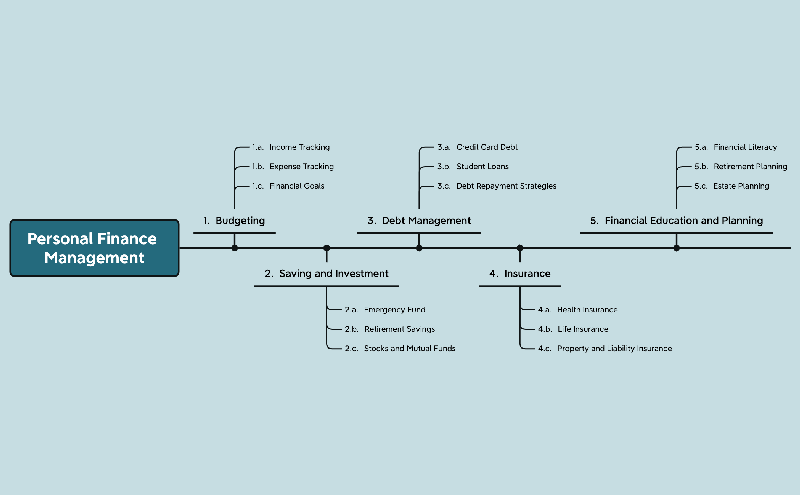 Personal Finance
Management
1.a. Income Tracking
1.b. Expense Tracking
1.c. Financial Goals
1. Budgeting
2. Saving and Investment
2.a. Emergency Fund
2.b. Retirement Savings
2.c. Stocks and Mutual Funds
3.a. Credit Card Debt
3.b. Student Loans
3.c. Debt Repayment Strategies
3. Debt Management
4. Insurance
4.a. Health Insurance
4.b. Life Insurance
4.c. Property and Liability Insurance
5.a. Financial Literacy
5.b. Retirement Planning
5.c. Estate Planning
5. Financial Education and Planning